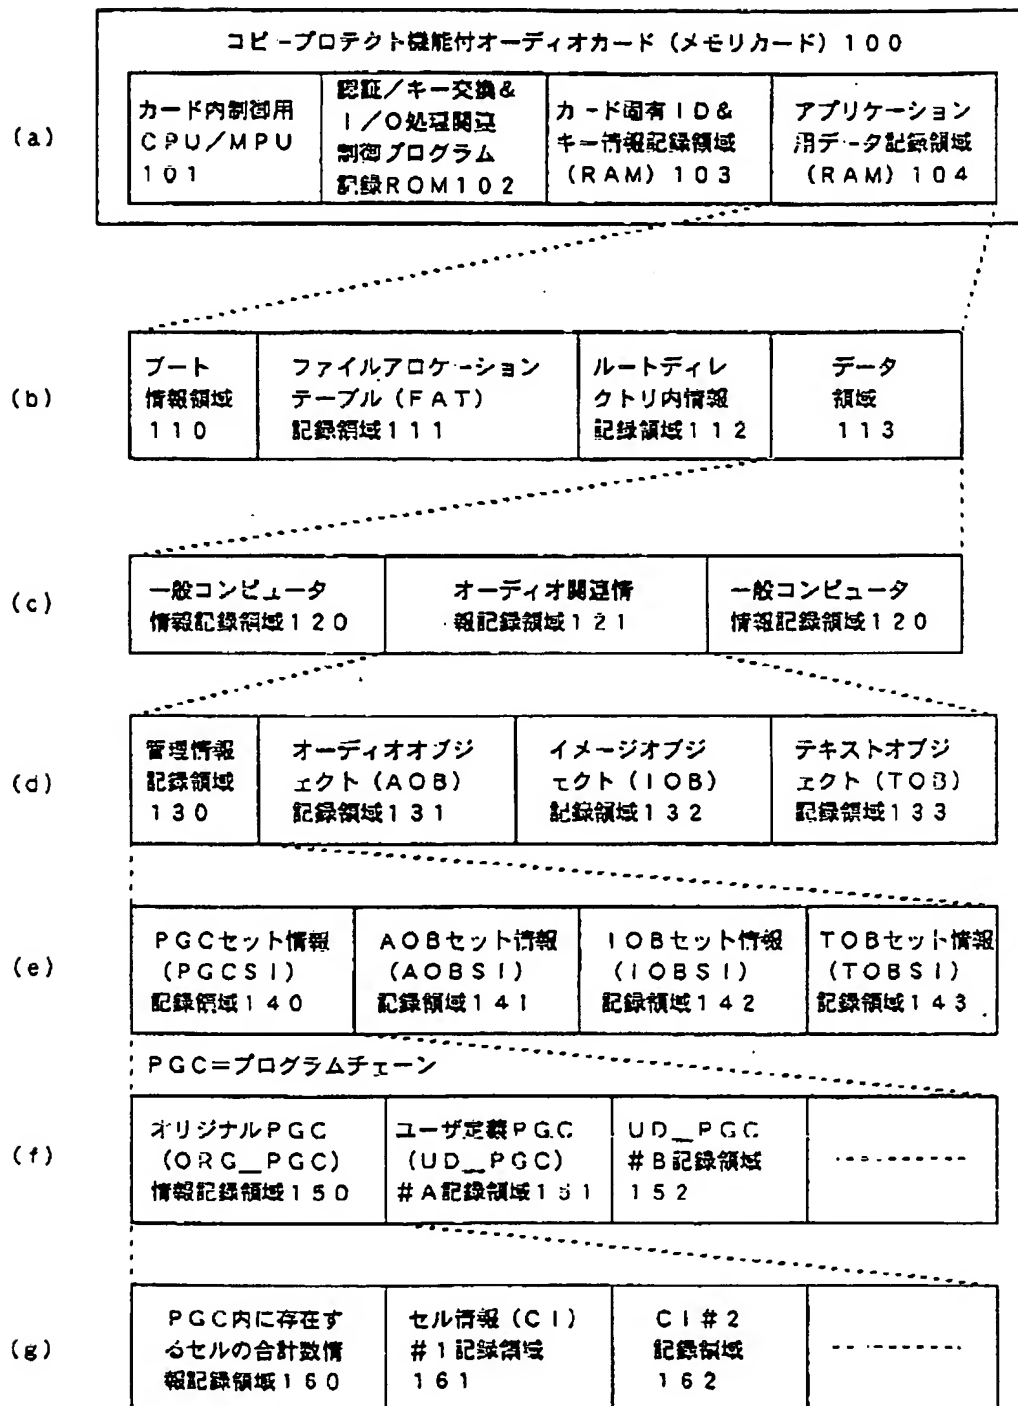 コピープロテクト機能付オーディオカード（メモリカード）１００
(a)
カード内制御用
ＣＰＵ／ＭＰＵ
１０１
認証／キー交換＆
Ｉ／Ｏ処理関連
制御プログラム
記録ＲＯＭ１０２
カード固有ＩＤ＆
キー情報記録領域
（ＲＡＭ）１０３
アプリケーション
用データ記録領域
（ＲＡＭ）１０４
(b)
ブート
情報領域
１１０
ファイルアロケーション
テーブル（ＦＡＴ）
記録領域１１１
ルートディレ
クトリ内情報
記録領域１１２
データ
領域
１１３
(c)
一般コンピュータ
情報記録領域１２０
オーディオ関連情
報記録領域１２１
一般コンピュータ
情報記録領域１２０
(d)
管理情報
記録領域
１３０
オーディオオブジ
ェクト（ＡＯＢ）
記録領域１３１
イメージオブジ
ェクト（ＩＯＢ）
記録領域１３２
テキストオブジ
ェクト（ＴＯＢ）
記録領域１３３
(e)
ＰＧＣセット情報
（ＰＧＣＳＩ）
記録領域１４０
ＡＯＢセット情報
（ＡＯＢＳＩ）
記録領域１４１
ＩＯＢセット情報
（ＩＯＢＳＩ）
記録領域１４２
ＴＯＢセット情報
（ＴＯＢＳＩ）
記録領域１４３
ＰＧＣ＝プログラムチェーン
(f)
オリジナルＰＧＣ
（ＯＲＧ＿ＰＧＣ）
情報記録領域１５０
ユーザ定義ＰＧＣ
（ＵＤ＿ＰＧＣ）
＃Ａ記録領域１５１
ＵＤ＿ＰＧＣ
＃Ｂ記録領域
１５２
(g)
ＰＧＣ内に存在す
るセルの合計数情
報記録領域１６０
セル情報（ＣＩ）
＃１記録領域
１６１
ＣＩ＃２
記録領域
１６２